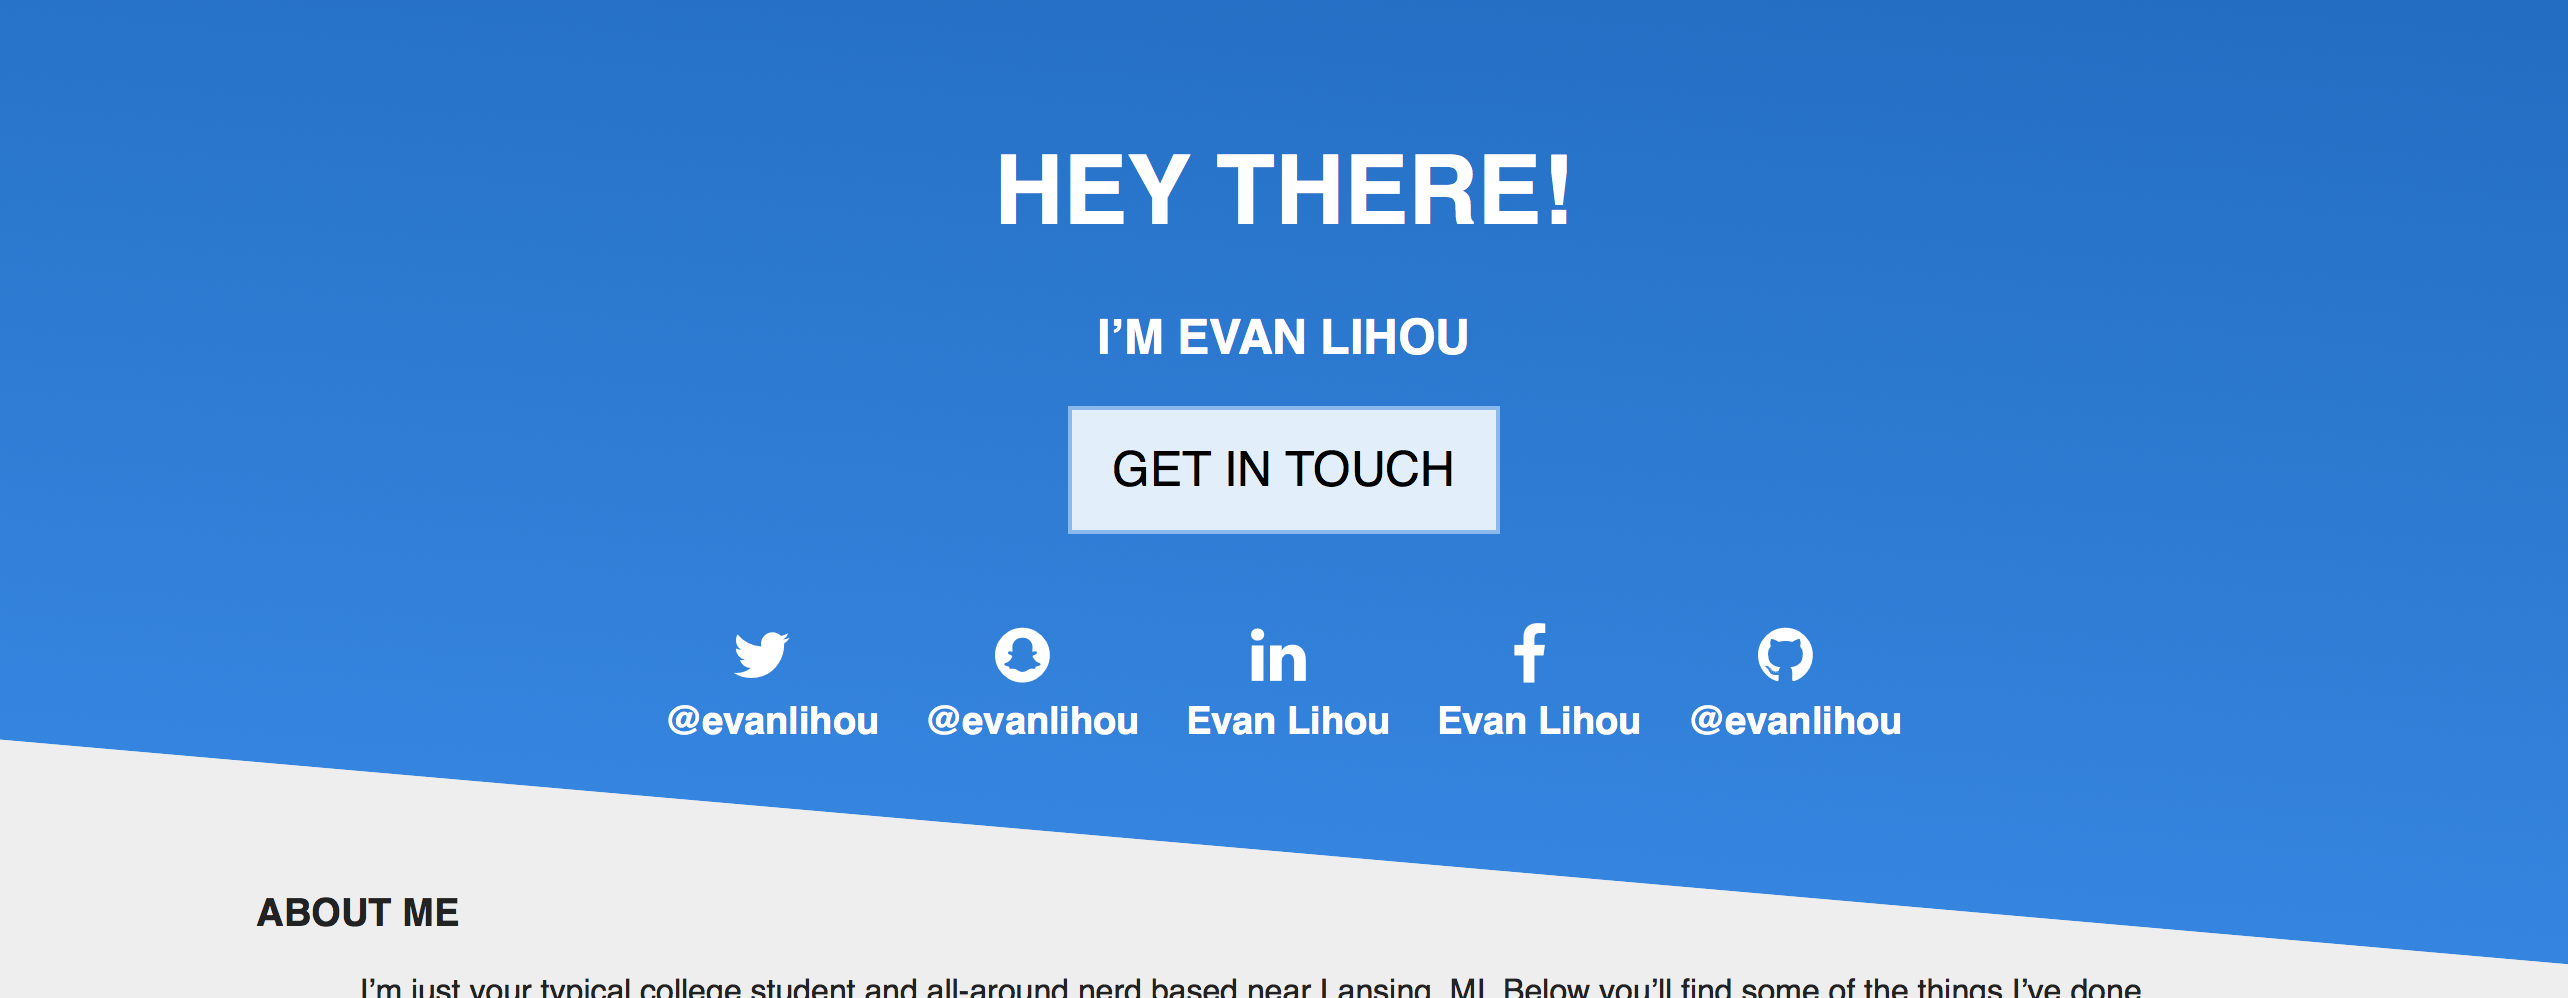 HEY THERE!
I’M EVAN LIHOU
GET IN TOUCH
@evanlihou @evanlihou Evan Lihou Evan Lihou @evanlihou
ABOUT ME
I’m just your typical college student and all-around nerd based near Lansing, MI. Below you’ll find some of the things I’ve done